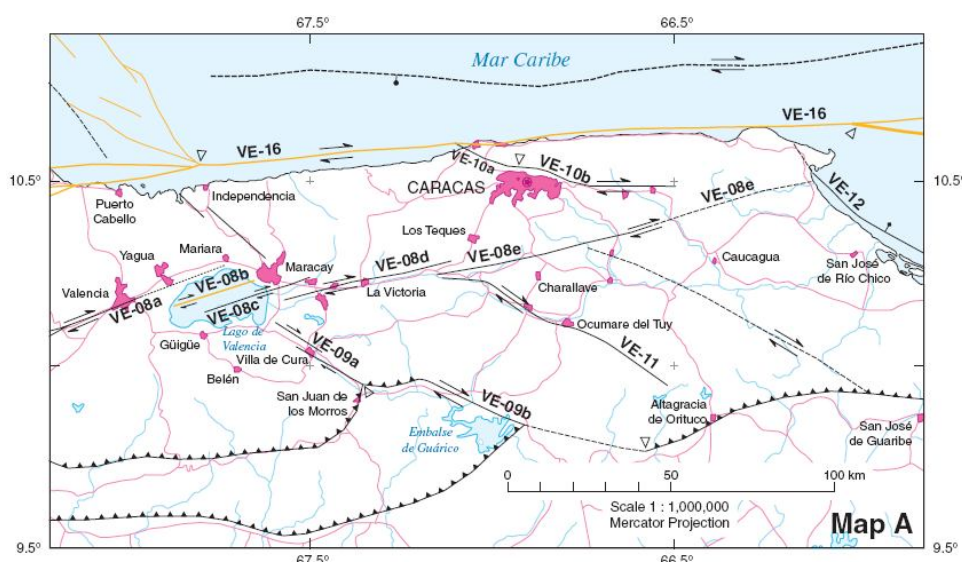 67.5°
66.5°
Mar Caribe
VE-16
VE-16
VE-10a
VE-10b
10.5°
10.5°
CARACAS
VE-08e
VE-12
Puerto
Cabello
Independencia
Los Teques
Yagua
Mariara
VE-08d
VE-08e
Caucagua
San José
de Río Chico
Valencia
VE-08b
Maracay
VE-08a
VE-08c
La Victoria
Charallave
Lago de
Valencia
Ocumare del Tuy
Güigüe
Villa de Cura
VE-09a
VE-11
Belén
San Juan de
los Morros
VE-09b
Altagracia
de Orituco
San José
de Guaribe
Embalse
de Guárico
0
50
100 km
Scale 1 : 1,000,000
Mercator Projection
Map A
9.5°
9.5°
67.5°
66.5°